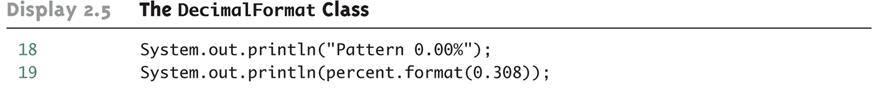 Display 2.5 The DecimalFormat Class
18 System.out.println("Pattern 0.00%");
19 System.out.println(percent.format(0.308));